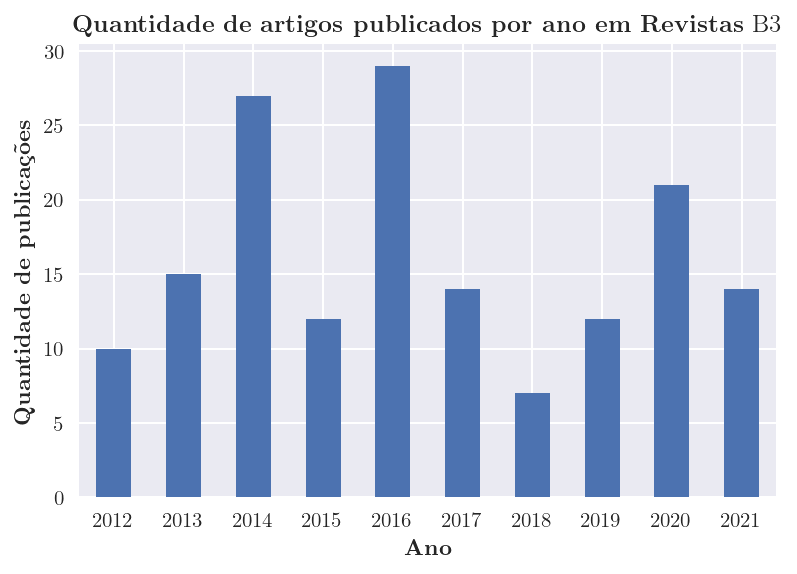 Quantidade de artigos publicados por ano em Revistas B3
Quantidade de publicações
30
25
20
15
10
5
0
2012 2013 2014 2015 2016 2017 2018 2019 2020 2021
Ano